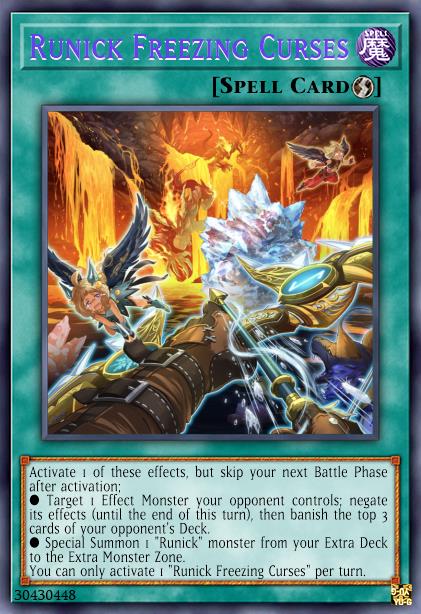 Runick Freezing Curses
SPELL
魔
[Spell Card]
Activate 1 of these effects, but skip your next Battle Phase
after activation;
● Target 1 Effect Monster your opponent controls; negate
its effects (until the end of this turn), then banish the top 3
cards of your opponent's Deck.
● Special Summon 1 "Runick" monster from your Extra Deck
to the Extra Monster Zone.
You can only activate 1 "Runick Freezing Curses" per turn.
30430448